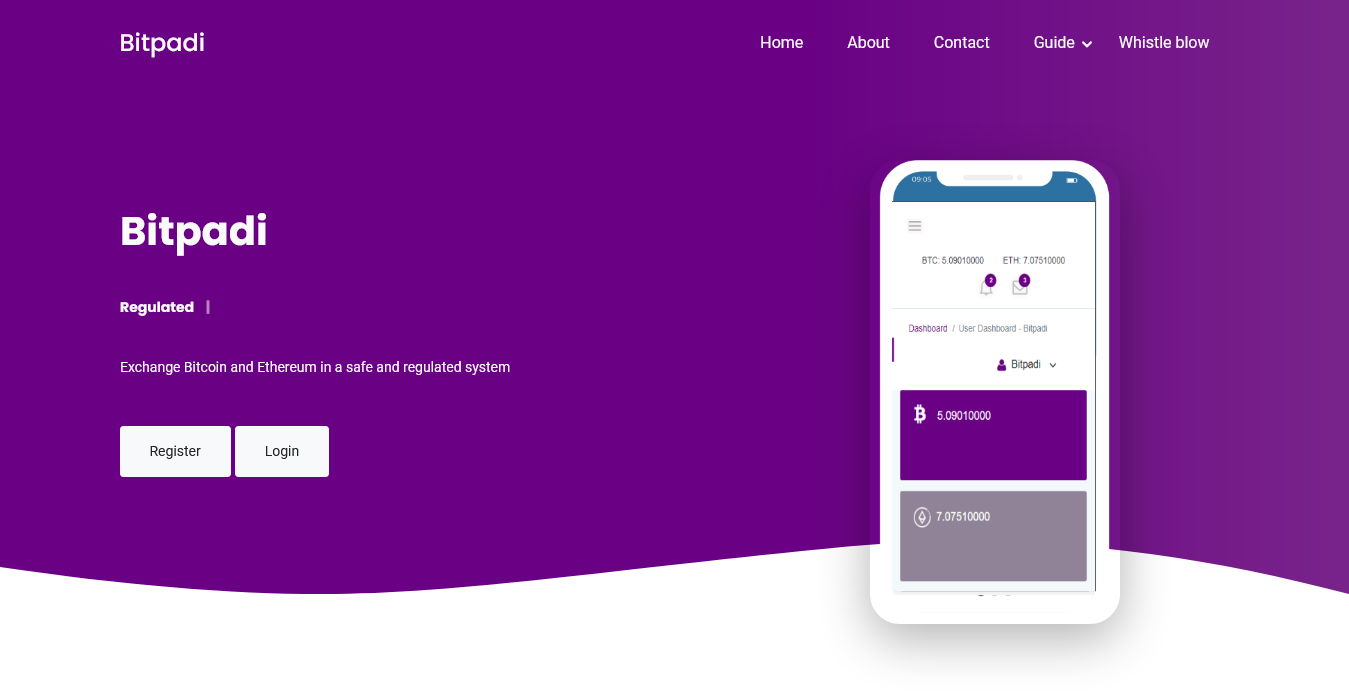 Bitpadi
Home About Contact Guide Whistle blow
Bitpadi
Regulated |
Exchange Bitcoin and Ethereum in a safe and regulated system
Register Login
09:05
BTC: 5.09010000 ETH: 7.07510000
3 3
Dashboard / User Dashboard - Bitpadi
Bitpadi
5.09010000
7.07510000